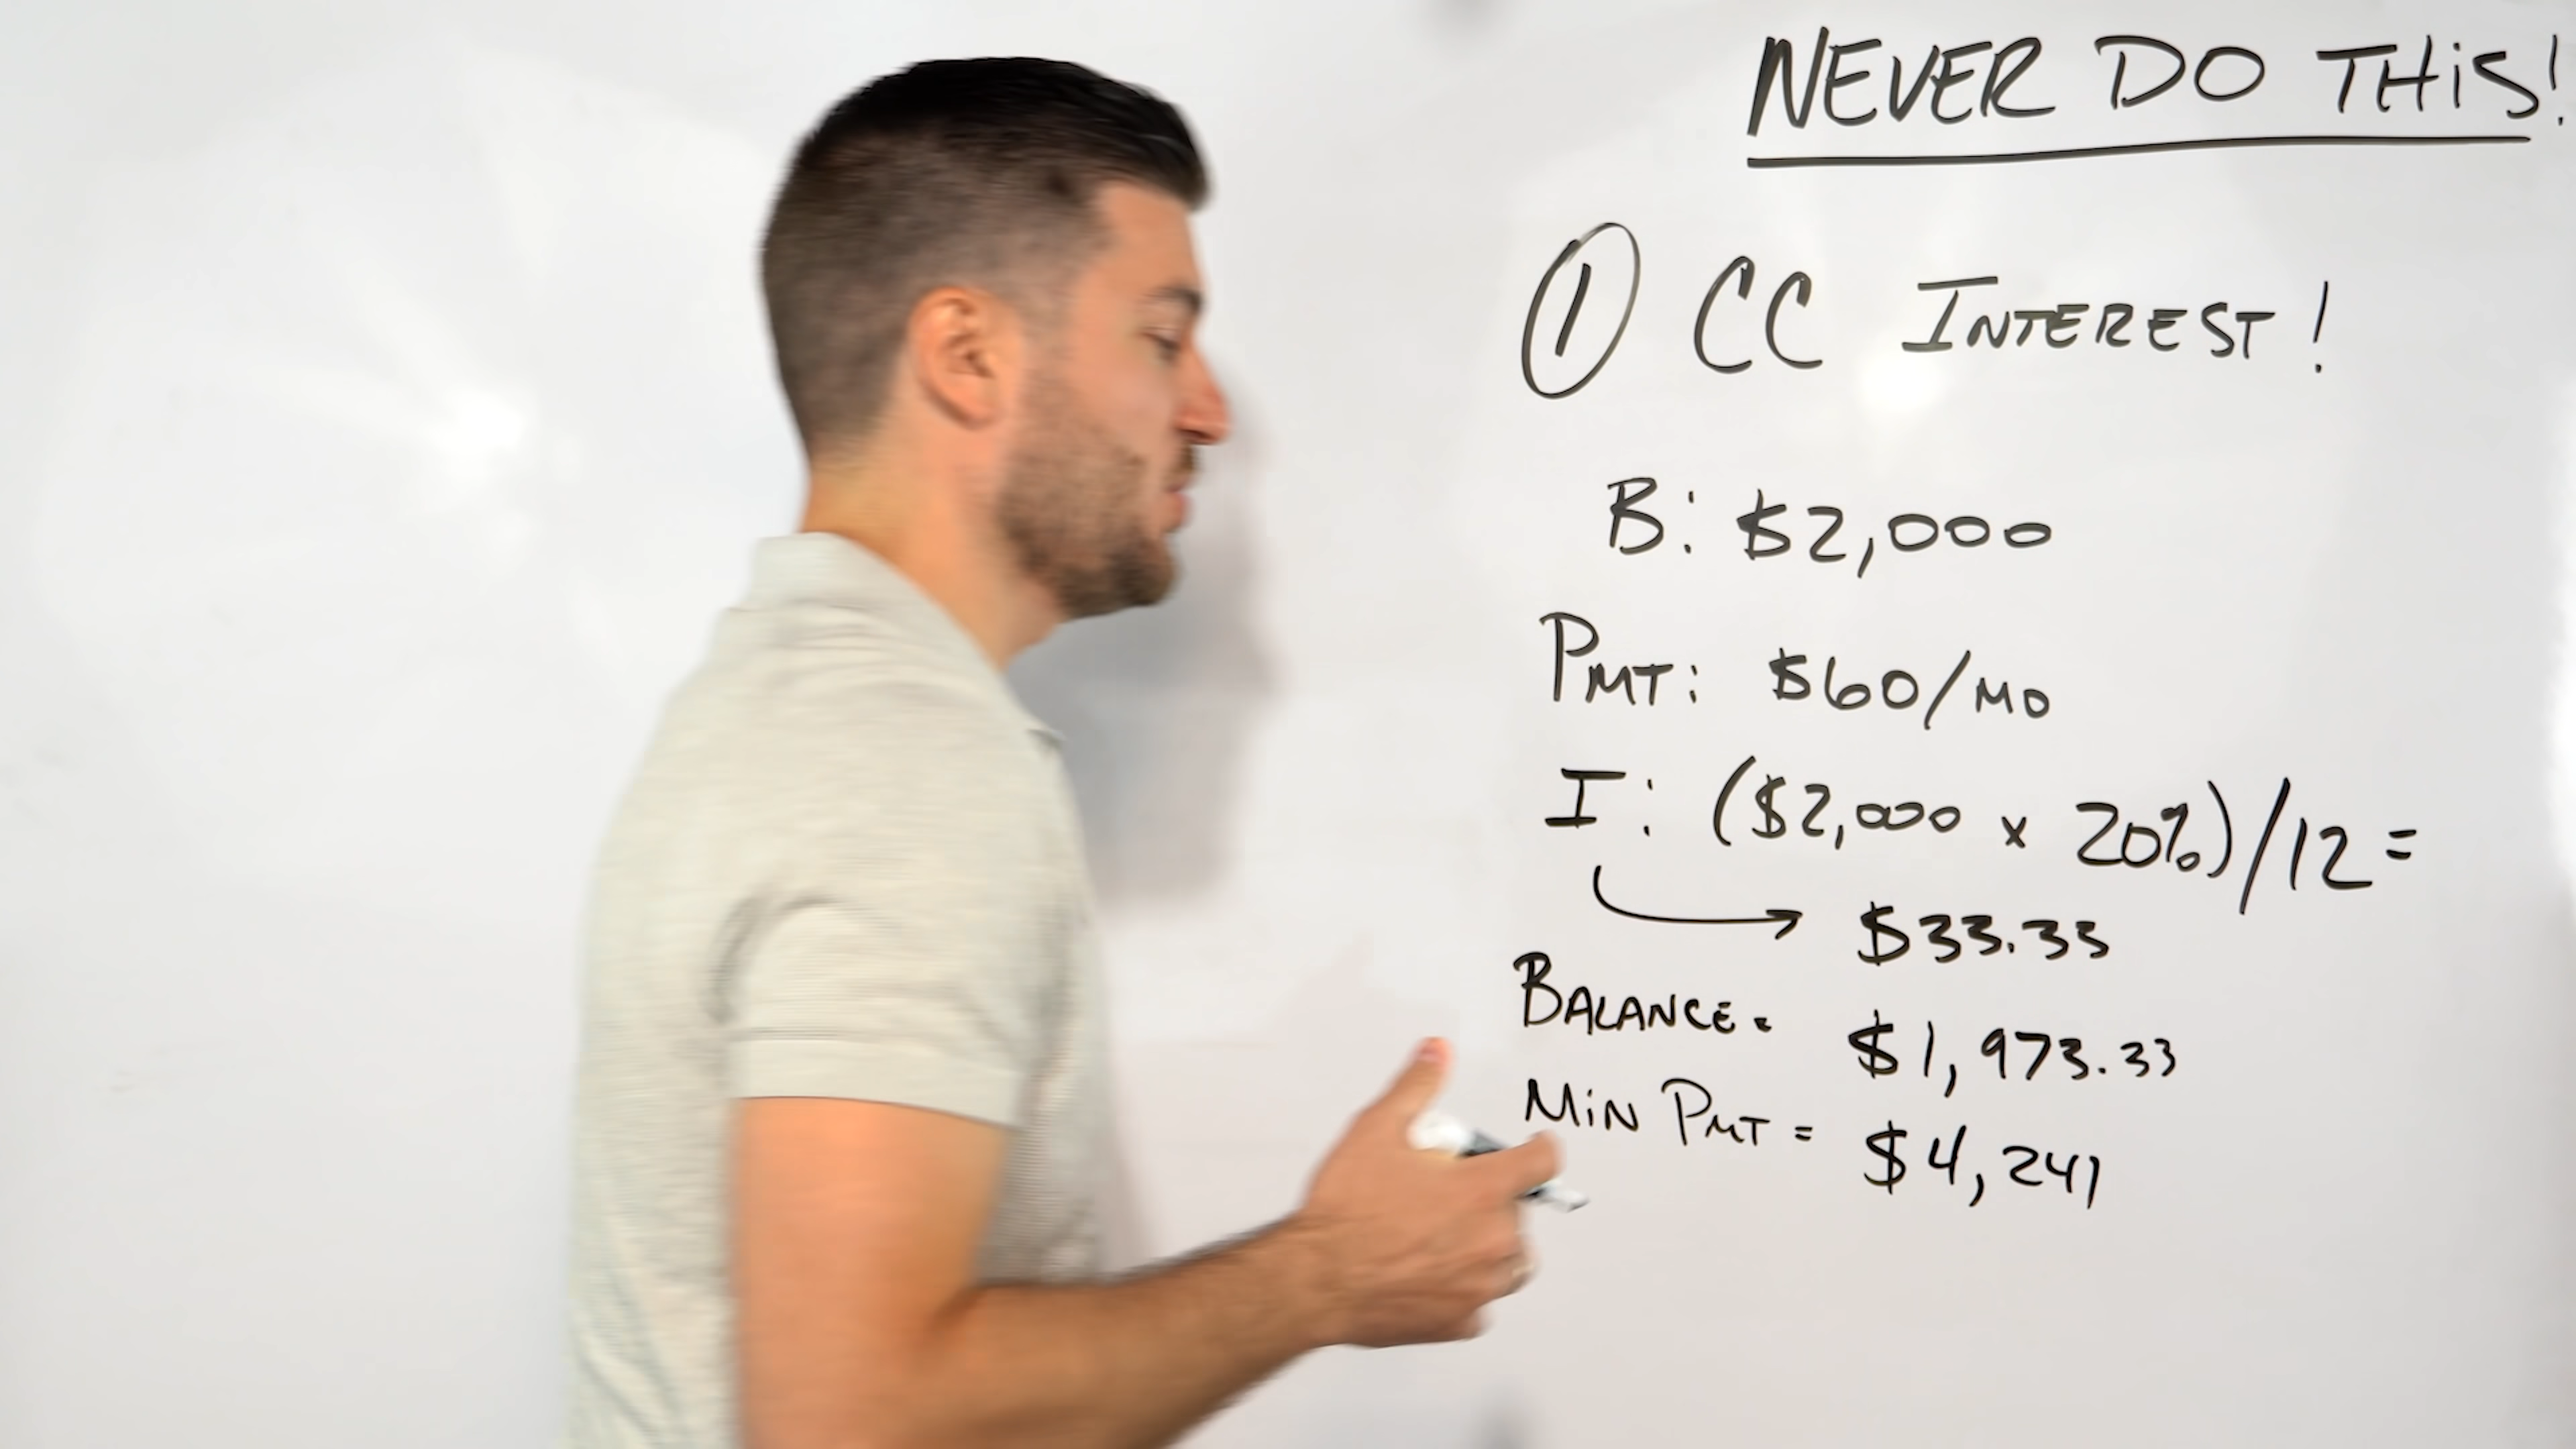 NEVER DO THiS!
1 CC INTEREST!
B: $2,000
PMT: $60/MO
I: ($2,000 x 20%)/12 =
$33.33
BALANCE = $1,973.33
MiN PMT = $4,241